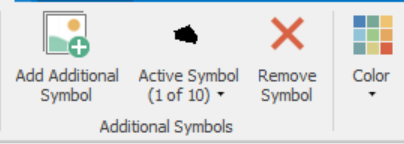 Add Additional
Symbol
Active Symbol
(1 of 10)
Remove
Symbol
Color
Additional Symbols